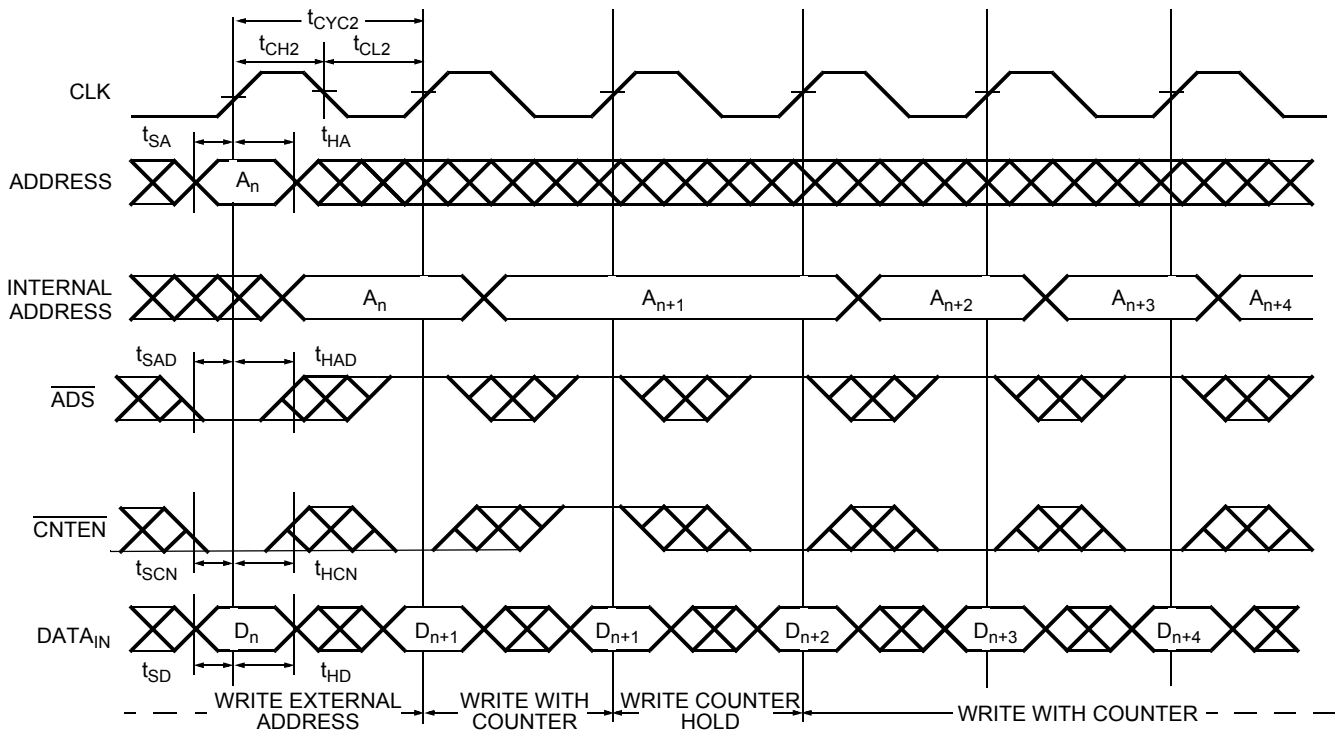 tCYC2
tCH2 tCL2
CLK
tSA tHA
ADDRESS An
INTERNAL ADDRESS An An+1 An+2 An+3 An+4
tSAD tHAD
ADS
CNTEN
tSCN tHCN
DATAIN Dn Dn+1 Dn+1 Dn+2 Dn+3 Dn+4
tSD tHD
WRITE EXTERNAL ADDRESS WRITE WITH COUNTER WRITE COUNTER HOLD WRITE WITH COUNTER